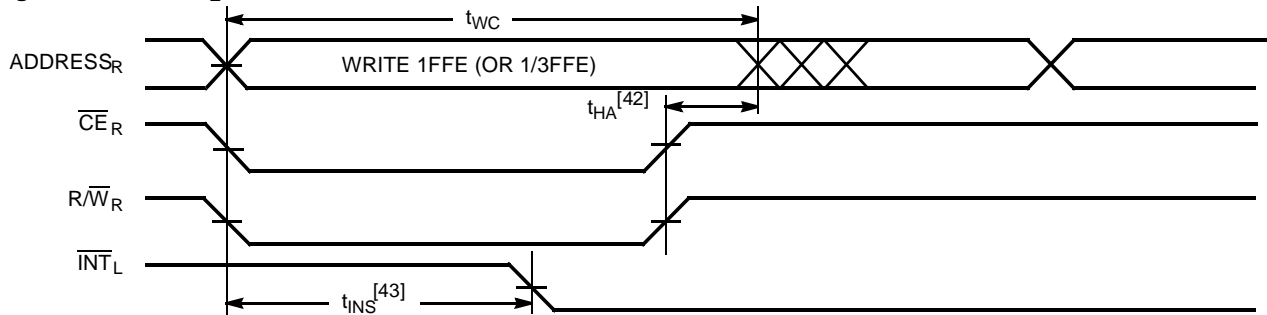 tWC
ADDRESSR
WRITE 1FFE (OR 1/3FFE)
tHA[42]
CER
R/WR
INTL
tINS[43]